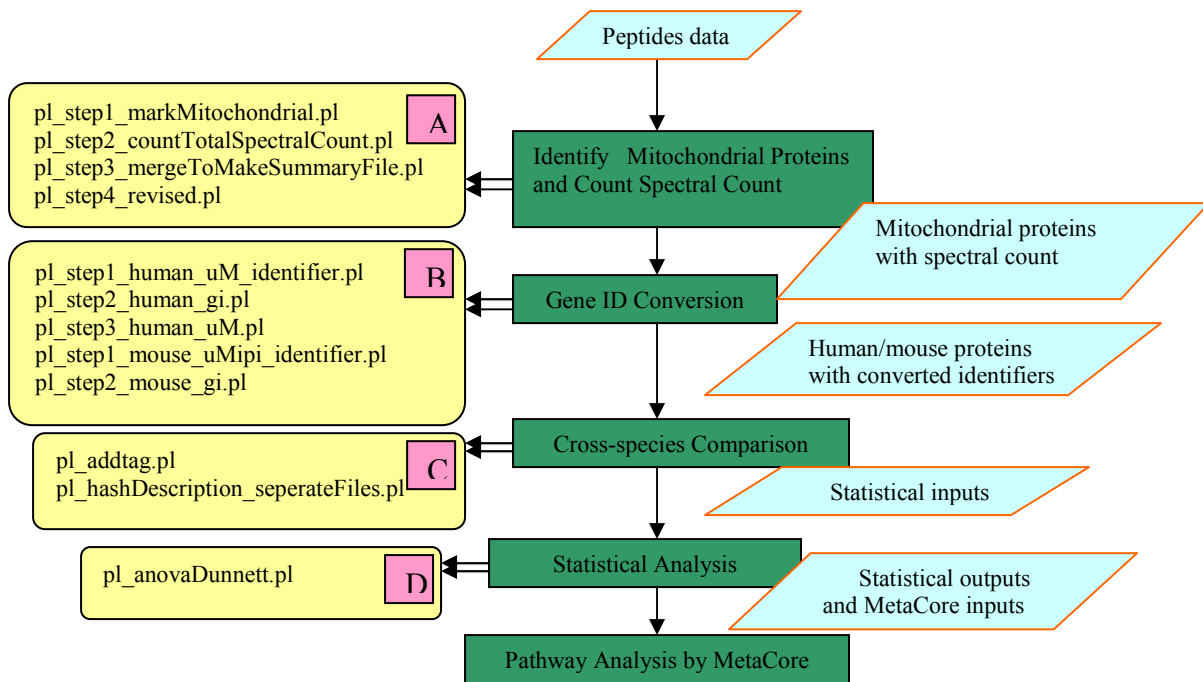 Peptides data
pl_step1_markMitochondrial.pl
pl_step2_countTotalSpectralCount.pl
pl_step3_mergeToMakeSummaryFile.pl
pl_step4_revised.pl
A
Identify Mitochondrial Proteins
and Count Spectral Count
Mitochondrial proteins
with spectral count
pl_step1_human_uM_identifier.pl
pl_step2_human_gi.pl
pl_step3_human_uM.pl
pl_step1_mouse_uMipi_identifier.pl
pl_step2_mouse_gi.pl
B
Gene ID Conversion
Human/mouse proteins
with converted identifiers
pl_addtag.pl
pl_hashDescription_seperateFiles.pl
C
Cross-species Comparison
Statistical inputs
pl_anovaDunnett.pl
D
Statistical Analysis
Statistical outputs
and MetaCore inputs
Pathway Analysis by MetaCore